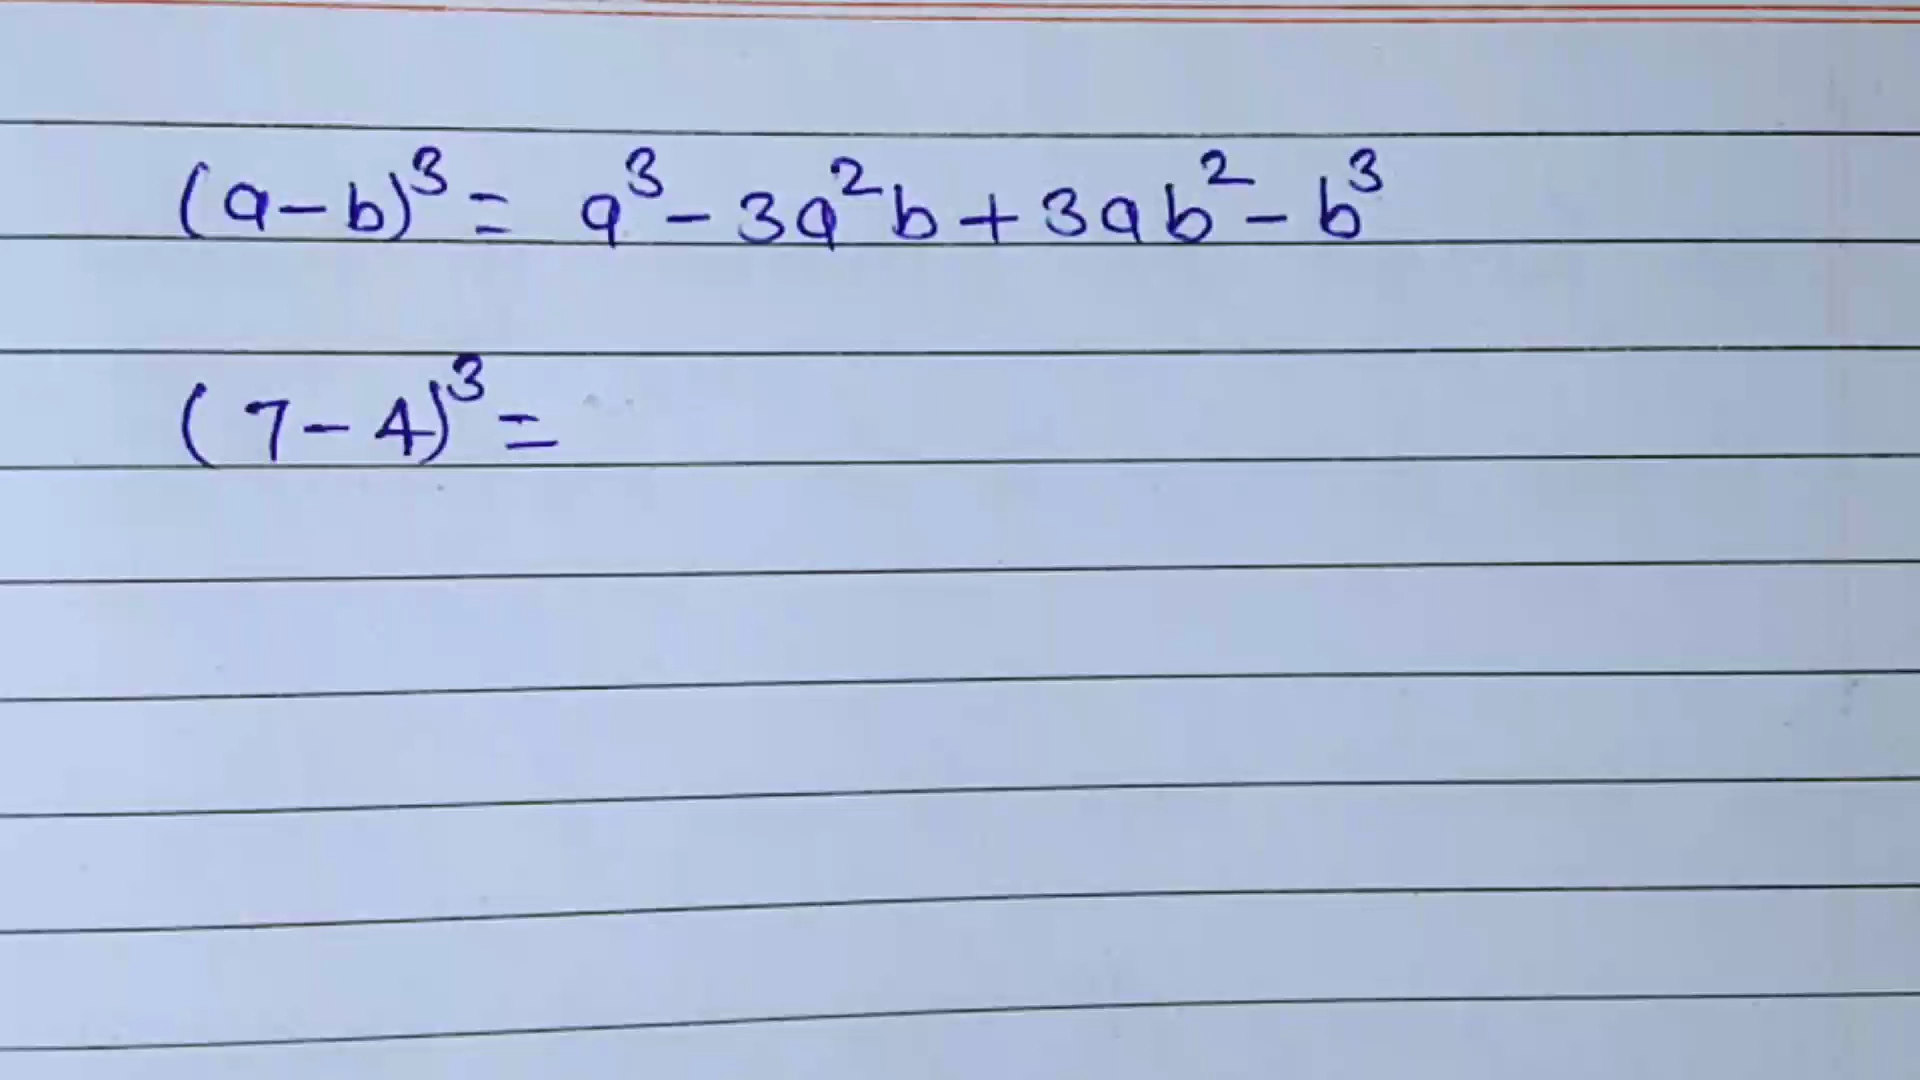 (a-b)³ = a³ - 3a²b + 3ab² - b³
(7-4)³ =